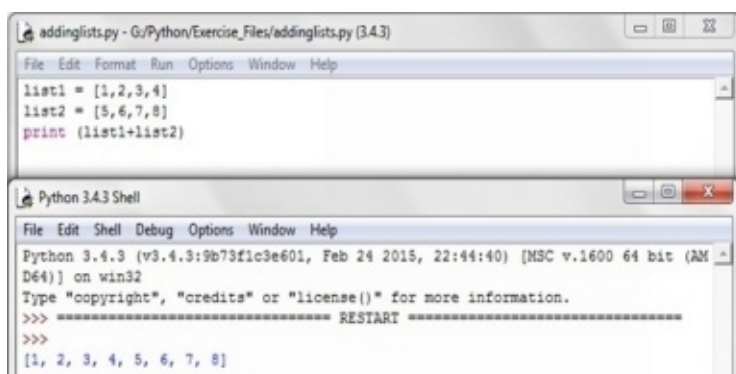 addinglists.py - G:/Python/Exercise_Files/addinglists.py (3.4.3)
File Edit Format Run Options Window Help
list1 = [1,2,3,4]
list2 = [5,6,7,8]
print (list1+list2)
Python 3.4.3 Shell
File Edit Shell Debug Options Window Help
Python 3.4.3 (v3.4.3:9b73f1c3e601, Feb 24 2015, 22:44:40) [MSC v.1600 64 bit (AM
D64)] on win32
Type "copyright", "credits" or "license()" for more information.
>>> ================================ RESTART ================================
>>>
[1, 2, 3, 4, 5, 6, 7, 8]